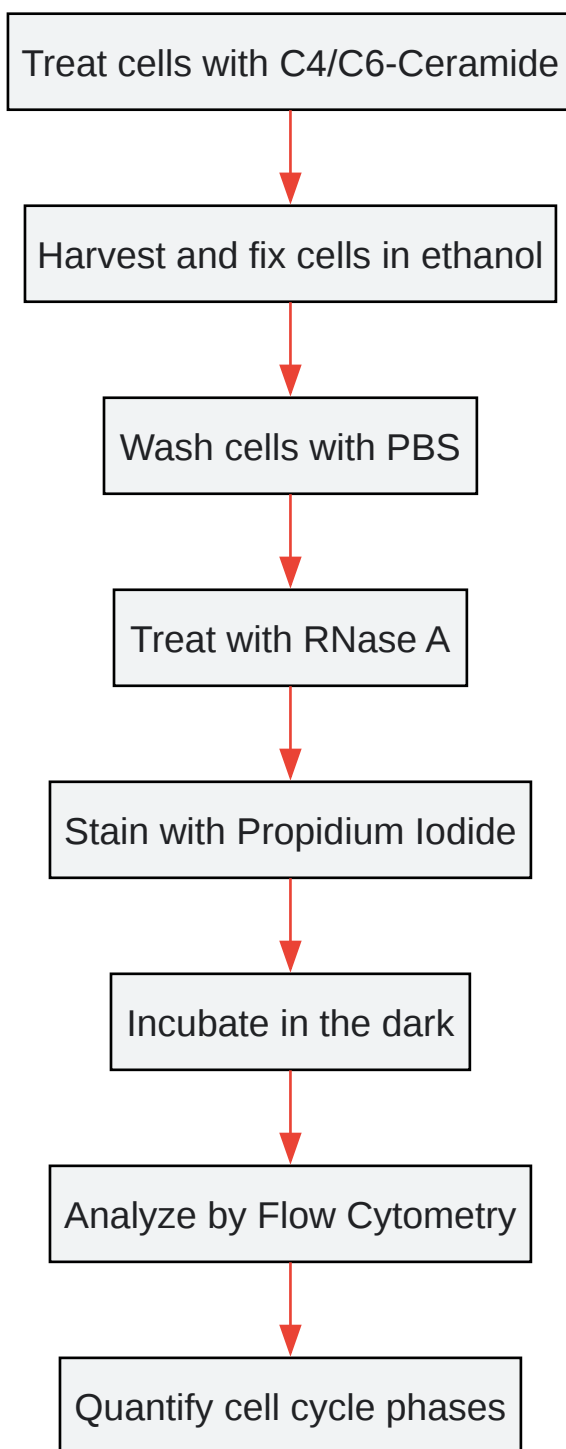 Treat cells with C4/C6-Ceramide
Harvest and fix cells in ethanol
Wash cells with PBS
Treat with RNase A
Stain with Propidium Iodide
Incubate in the dark
Analyze by Flow Cytometry
Quantify cell cycle phases